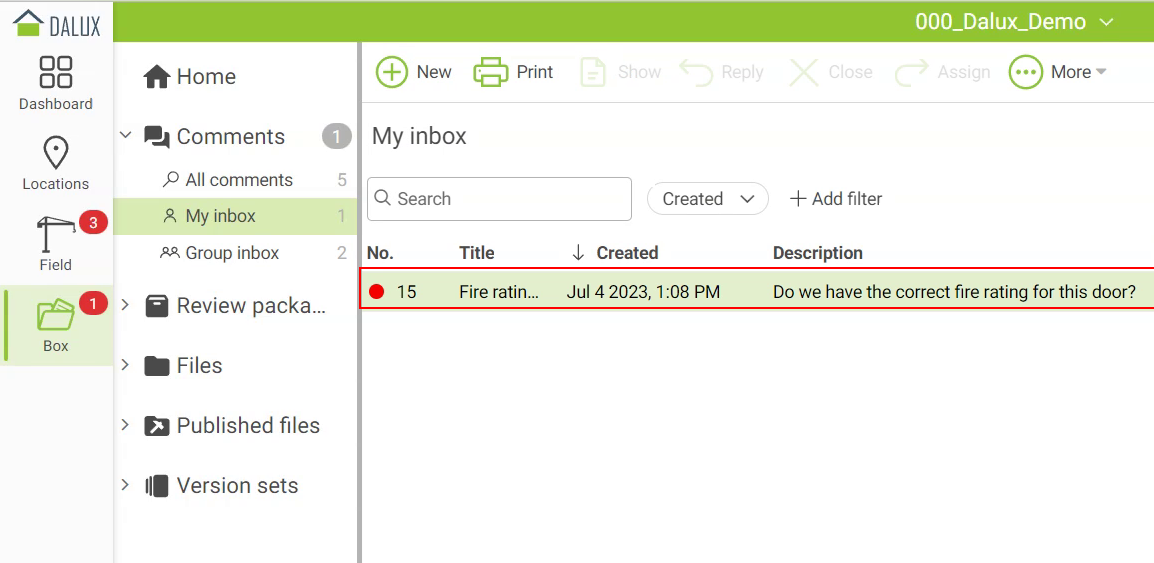 DALUX
000_Dalux_Demo
Dashboard
Locations
3
Field
1
Box
Home
Comments 1
All comments 5
My inbox 1
Group inbox 2
Review packa...
Files
Published files
Version sets
New Print Show Reply Close Assign More
My inbox
Search Created Add filter
No. Title Created Description
15 Fire ratin... Jul 4 2023, 1:08 PM Do we have the correct fire rating for this door?